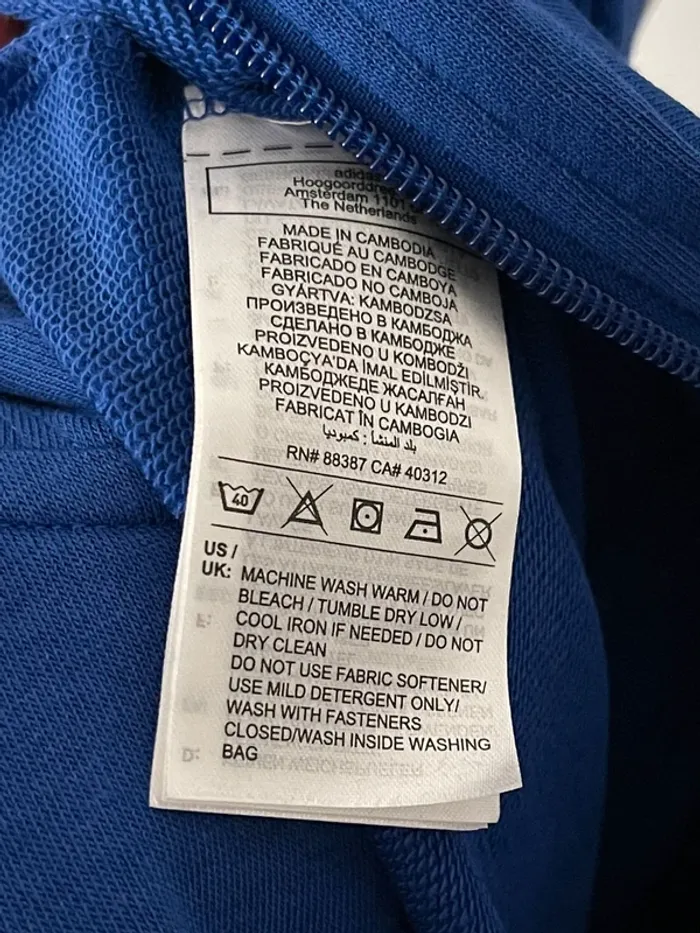 adidas
Hoogoorddre
Amsterdam 1101
The Netherlands
MADE IN CAMBODIA
FABRIQUÉ AU CAMBODGE
FABRICADO EN CAMBOYA
FABRICADO NO CAMBOJA
GYÁRTVA: KAMBODZSA
ПРОИЗВЕДЕНО В КАМБОДЖА
СДЕЛАНО В КАМБОДЖЕ
PROIZVEDENO U KOMBODŽI
KAMBOÇYA'DA İMAL EDİLMİŞTİR.
КАМБОДЖЕДЕ ЖАСАЛҒАН
PROIZVEDENO U KAMBODZI
FABRICAT ÎN CAMBOGIA
بلد المنشأ : كمبوديا
RN# 88387 CA# 40312
40
US /
UK: MACHINE WASH WARM / DO NOT
BLEACH / TUMBLE DRY LOW /
COOL IRON IF NEEDED / DO NOT
DRY CLEAN
DO NOT USE FABRIC SOFTENER/
USE MILD DETERGENT ONLY/
WASH WITH FASTENERS
CLOSED/WASH INSIDE WASHING
BAG
F:
D: